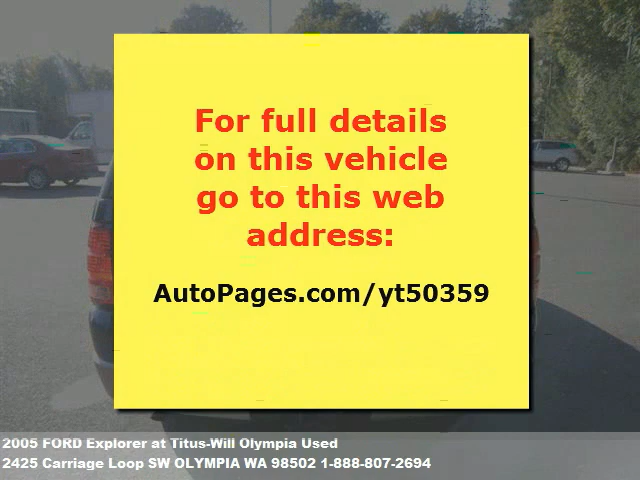 For full details
on this vehicle
go to this web
address:
AutoPages.com/yt50359
2005 FORD Explorer at Titus-Will Olympia Used
2425 Carriage Loop SW OLYMPIA WA 98502 1-888-807-2694